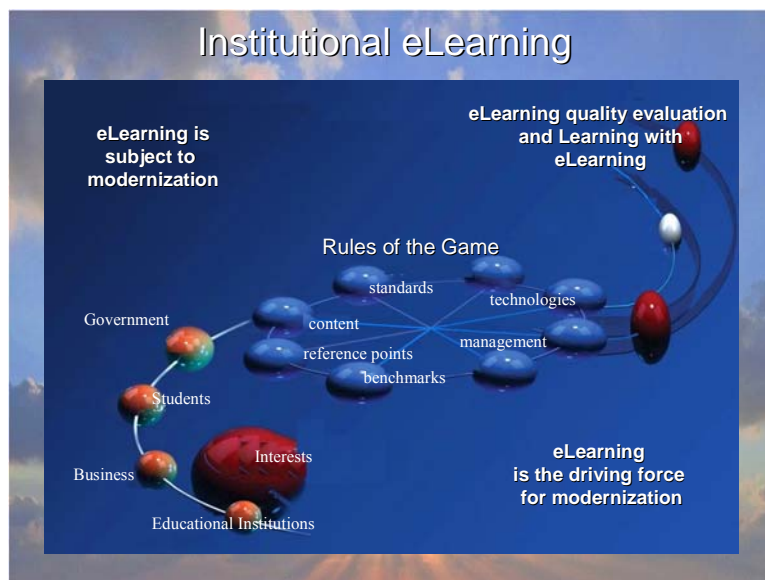 Institutional eLearning
eLearning is
subject to
modernization
eLearning quality evaluation
and Learning with
eLearning
Rules of the Game
standards
technologies
Government
content
management
reference points
benchmarks
Students
Interests
Business
Educational Institutions
eLearning
is the driving force
for modernization